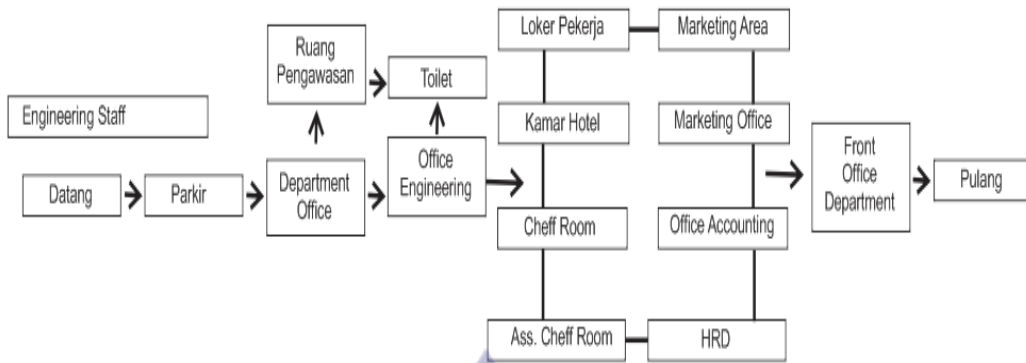 Engineering Staff
Datang
Parkir
Ruang
Pengawasan
Toilet
Department
Office
Office
Engineering
Loker Pekerja
Marketing Area
Kamar Hotel
Marketing Office
Cheff Room
Office Accounting
Ass. Cheff Room
HRD
Front
Office
Department
Pulang